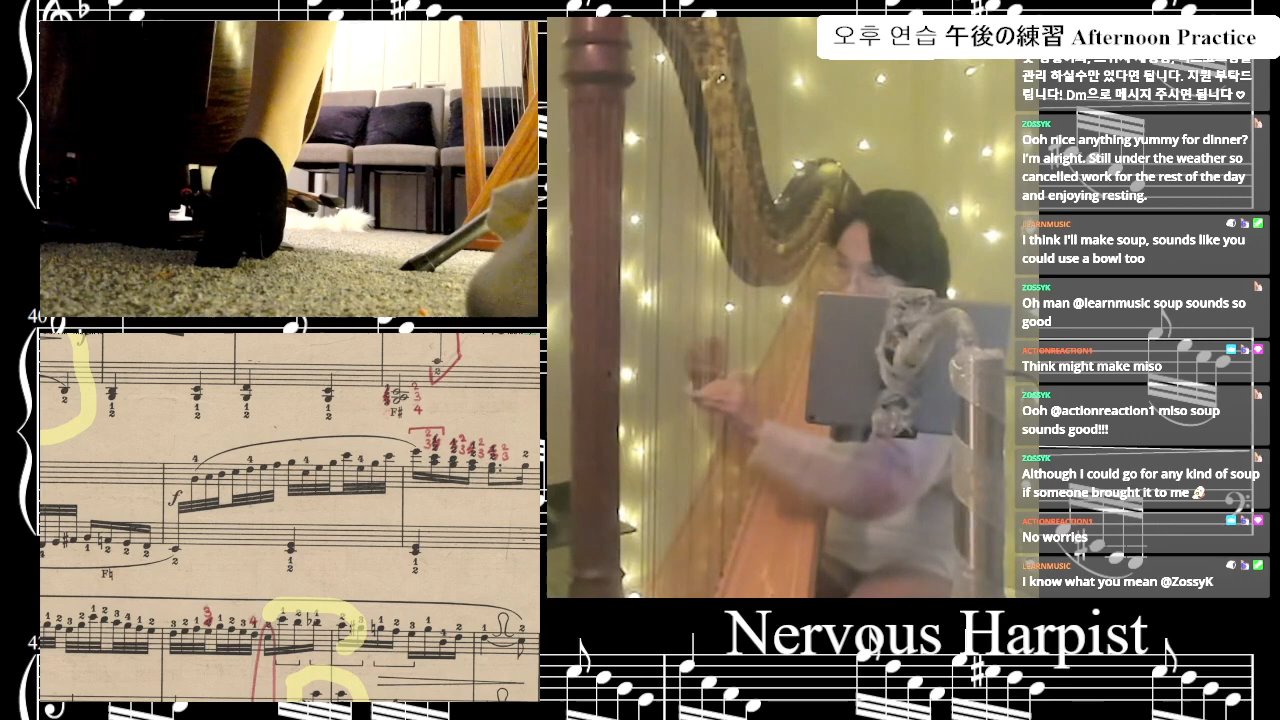 오후 연습 午後の練習 Afternoon Practice
관리 하실수만 있다면 됩니다. 지원 부탁드
립니다! Dm으로 메시지 주시면 됩니다 ♡
ZOSSYK
Ooh nice anything yummy for dinner?
I'm alright. Still under the weather so
cancelled work for the rest of the day
and enjoying resting.
LEARNMUSIC
I think I'll make soup, sounds like you
could use a bowl too
ZOSSYK
Oh man @learnmusic soup sounds so
good
ACTIONREACTION1
Think might make miso
ZOSSYK
Ooh @actionreaction1 miso soup
sounds good!!!
ZOSSYK
Although I could go for any kind of soup
if someone brought it to me
ACTIONREACTION1
No worries
LEARNMUSIC
I know what you mean @ZossyK
Nervous Harpist
F#
f
F♮